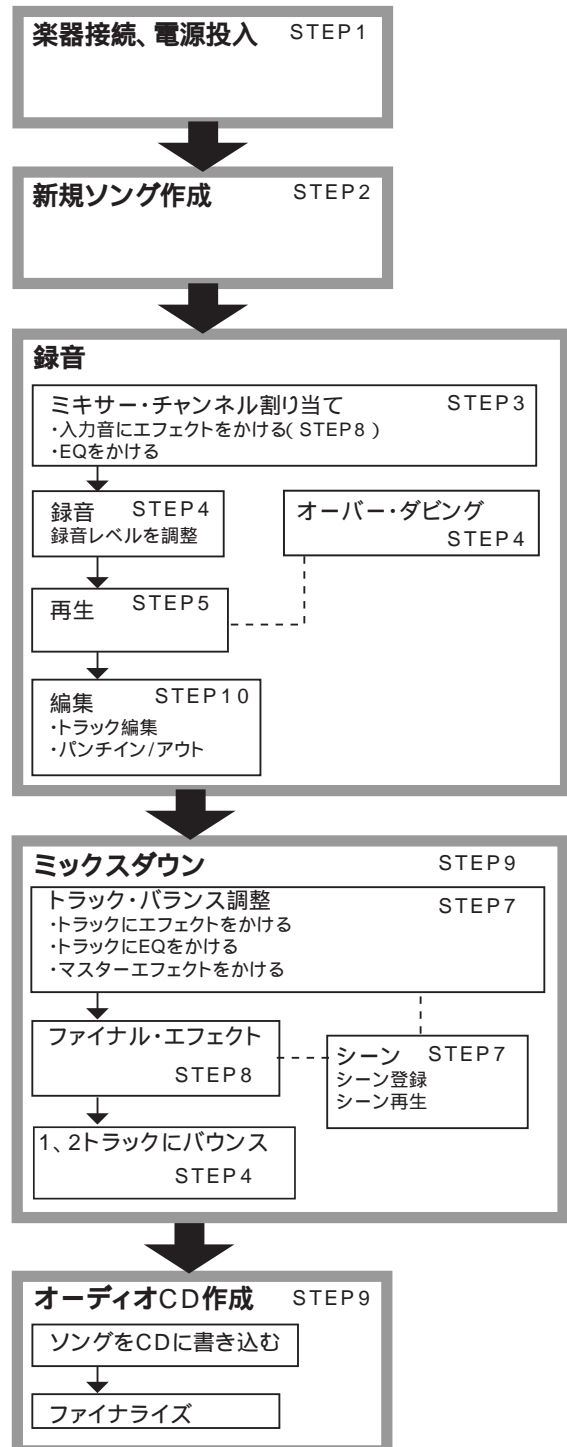 楽器接続、電源投入 STEP1
新規ソング作成 STEP2
録音
ミキサー・チャンネル割り当て STEP3
・入力音にエフェクトをかける(STEP8)
・EQをかける
録音 STEP4
録音レベルを調整
オーバー・ダビング
STEP4
再生 STEP5
編集 STEP10
・トラック編集
・パンチイン/アウト
ミックスダウン STEP9
トラック・バランス調整 STEP7
・トラックにエフェクトをかける
・トラックにEQをかける
・マスターエフェクトをかける
ファイナル・エフェクト
STEP8
シーン STEP7
シーン登録
シーン再生
1、2トラックにバウンス
STEP4
オーディオCD作成 STEP9
ソングをCDに書き込む
ファイナライズ